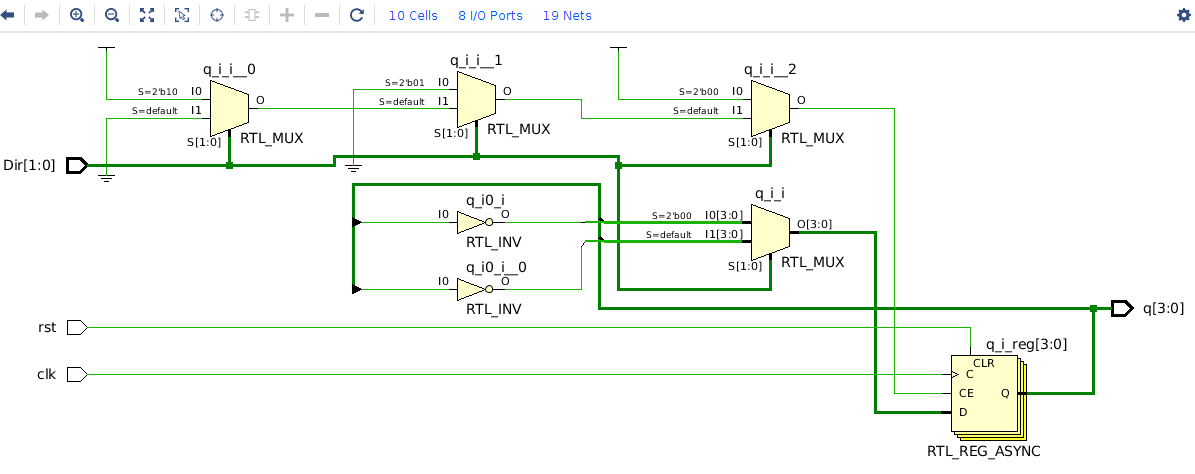 10 Cells 8 I/O Ports 19 Nets
q_i_i__0
S=2'b10 I0
S=default I1
O
S[1:0]
RTL_MUX
q_i_i__1
S=2'b01 I0
S=default I1
O
S[1:0]
RTL_MUX
q_i_i__2
S=2'b00 I0
S=default I1
O
S[1:0]
RTL_MUX
Dir[1:0]
q_i0_i
I0 O
RTL_INV
q_i0_i__0
I0 O
RTL_INV
q_i_i
S=2'b00 I0[3:0]
S=default I1[3:0]
O[3:0]
S[1:0]
RTL_MUX
q[3:0]
rst
clk
q_i_reg[3:0]
CLR
C
CE Q
D
RTL_REG_ASYNC